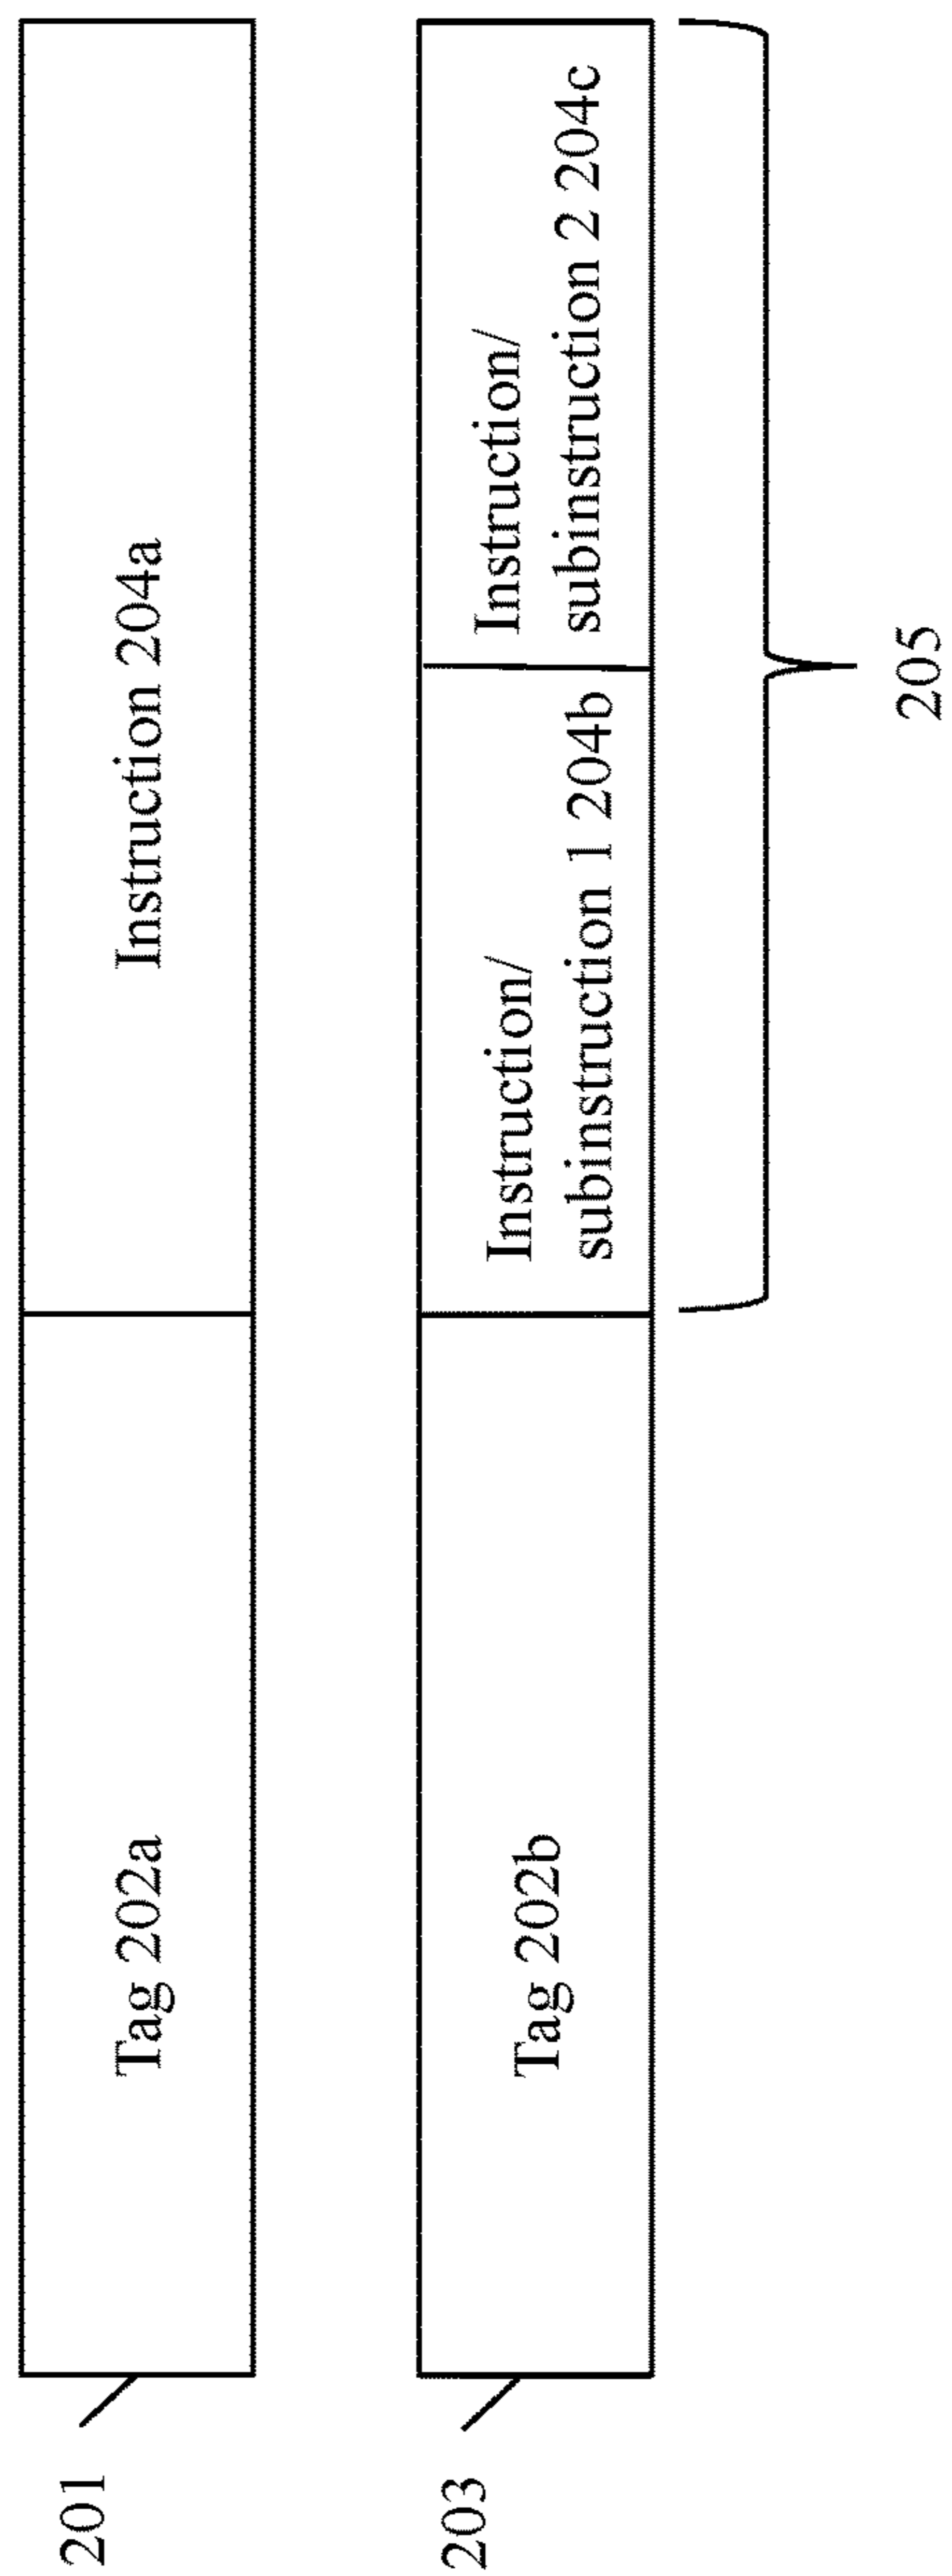 201
Tag 202a
Instruction 204a
203
Tag 202b
Instruction/
subinstruction 1 204b
Instruction/
subinstruction 2 204c
205